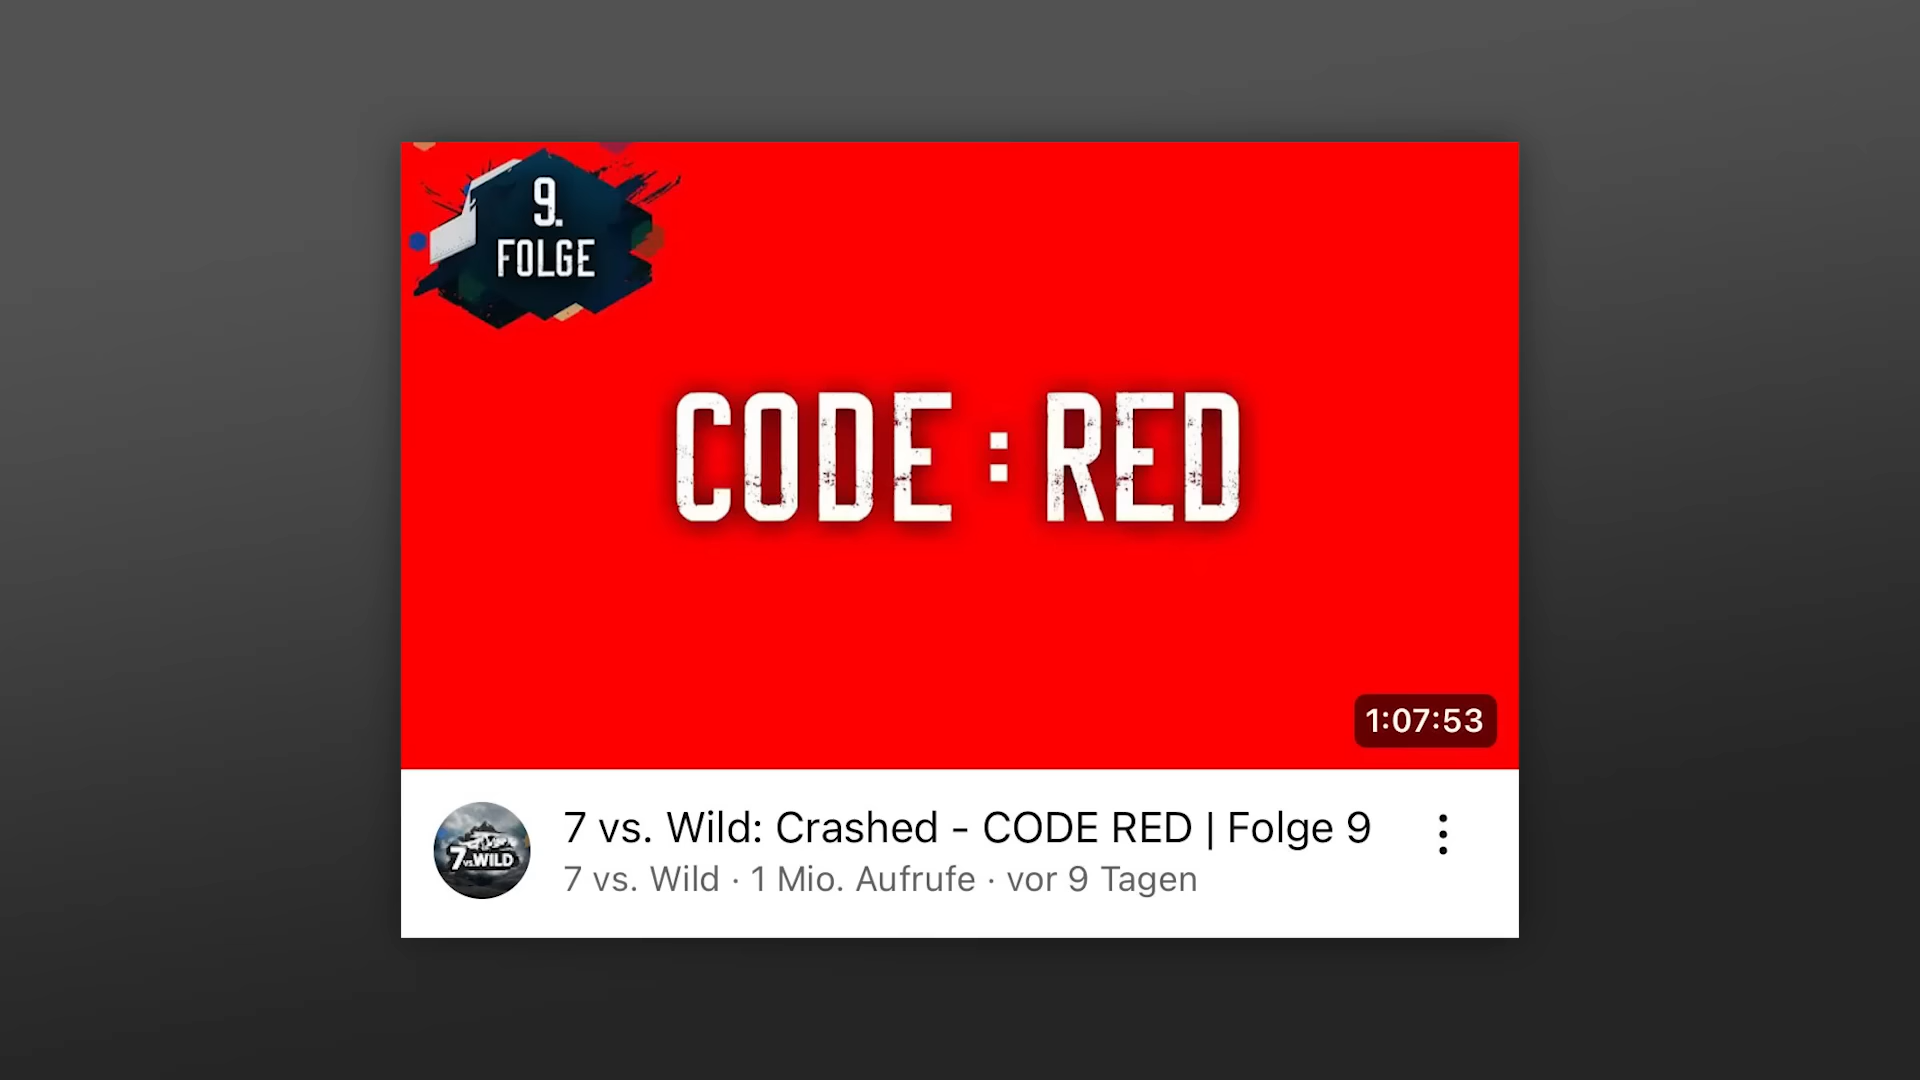 9.
FOLGE
CODE : RED
1:07:53
7 vs. Wild: Crashed - CODE RED | Folge 9
7 vs. Wild · 1 Mio. Aufrufe · vor 9 Tagen
7 vs. WILD